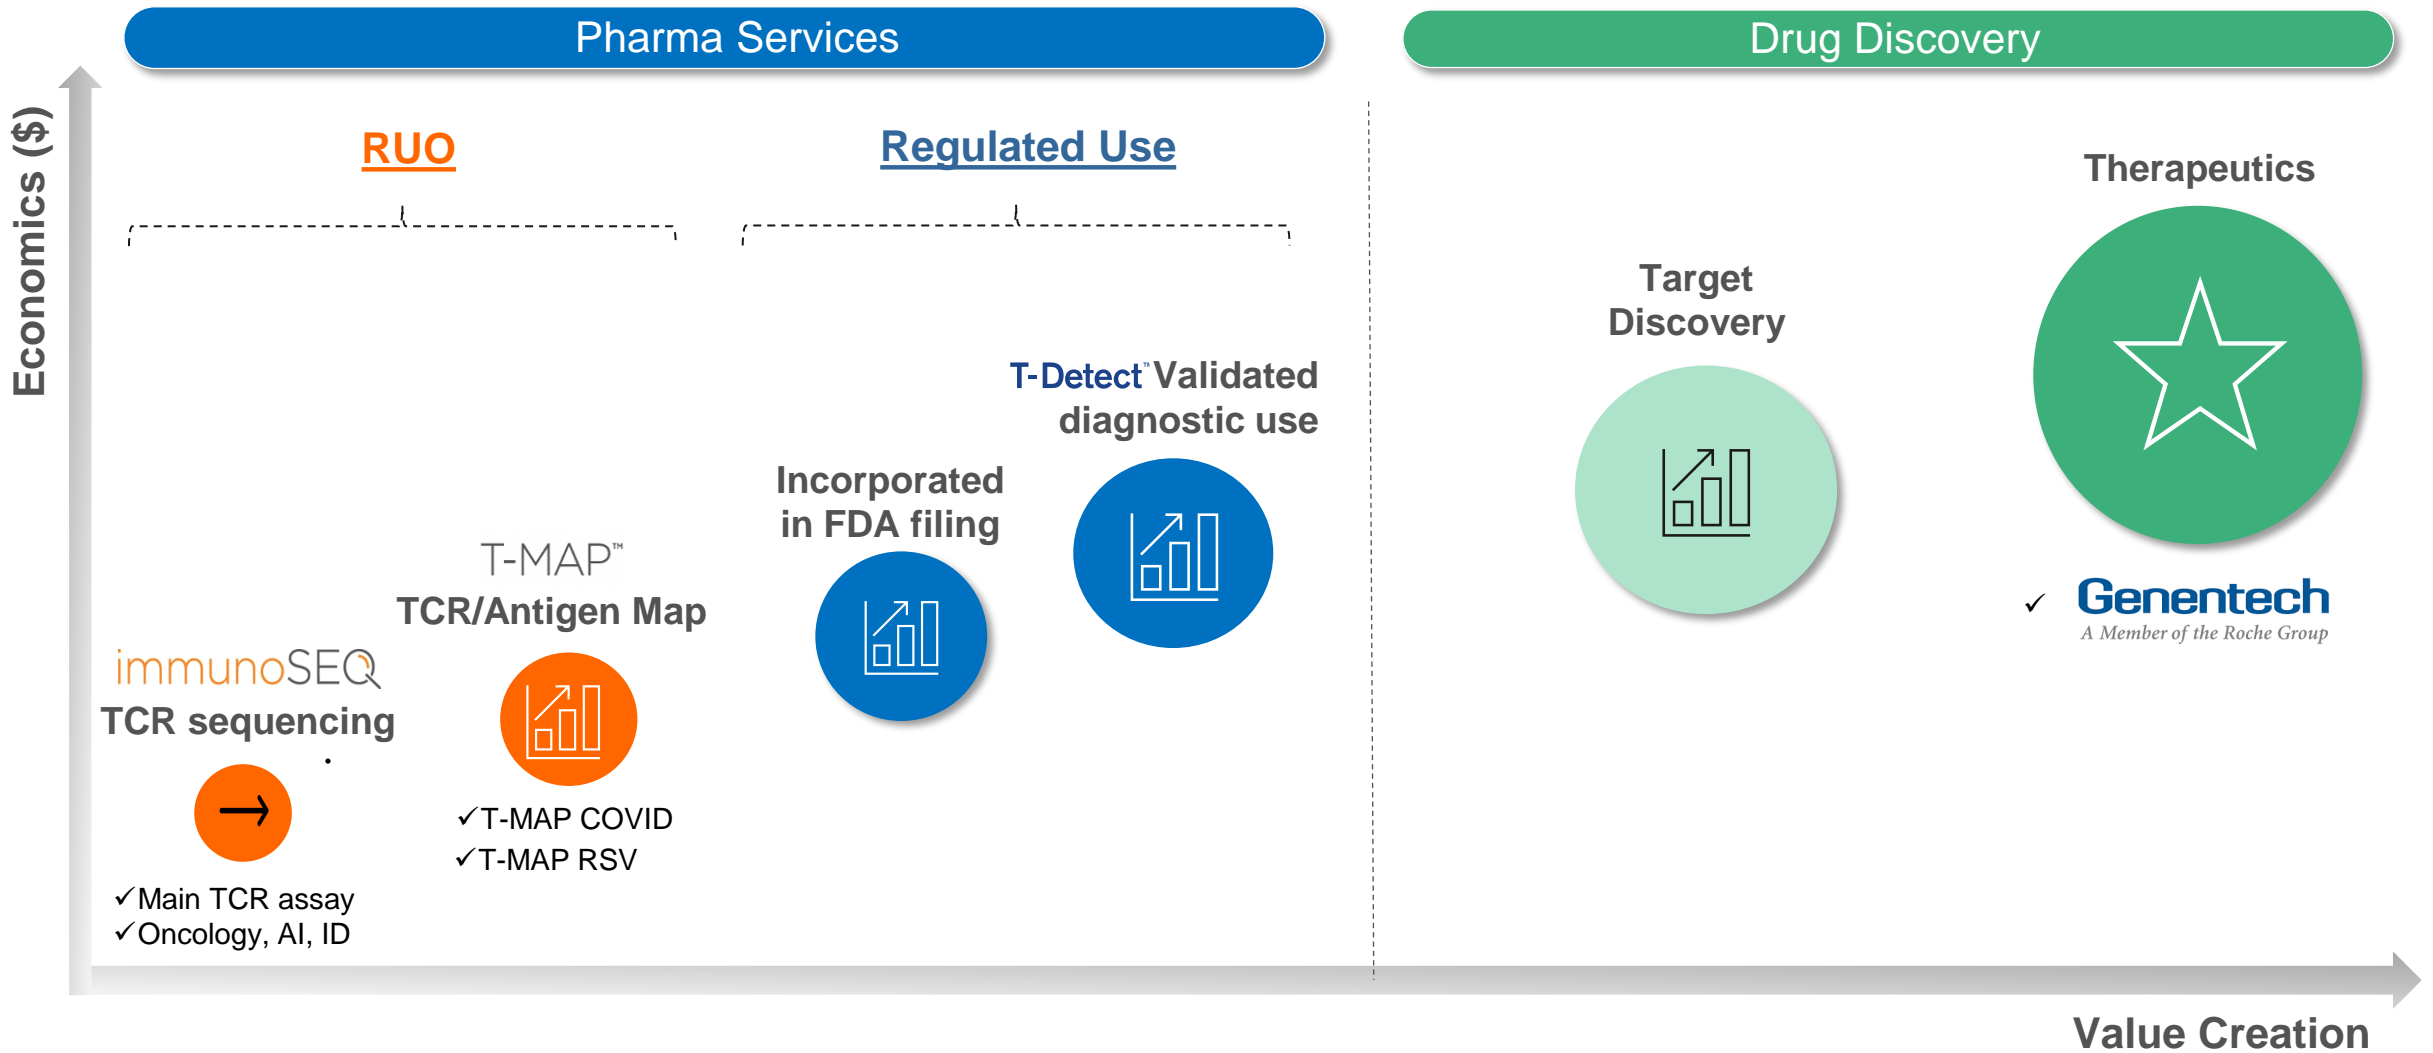 Pharma Services
Drug Discovery
Economics ($)
RUO
Regulated Use
Therapeutics
Target
Discovery
T-Detect™ Validated
diagnostic use
Incorporated
in FDA filing
T-MAP™
TCR/Antigen Map
immunoSEQ
TCR sequencing
✓ Genentech
A Member of the Roche Group
✓T-MAP COVID
✓T-MAP RSV
✓Main TCR assay
✓Oncology, AI, ID
Value Creation